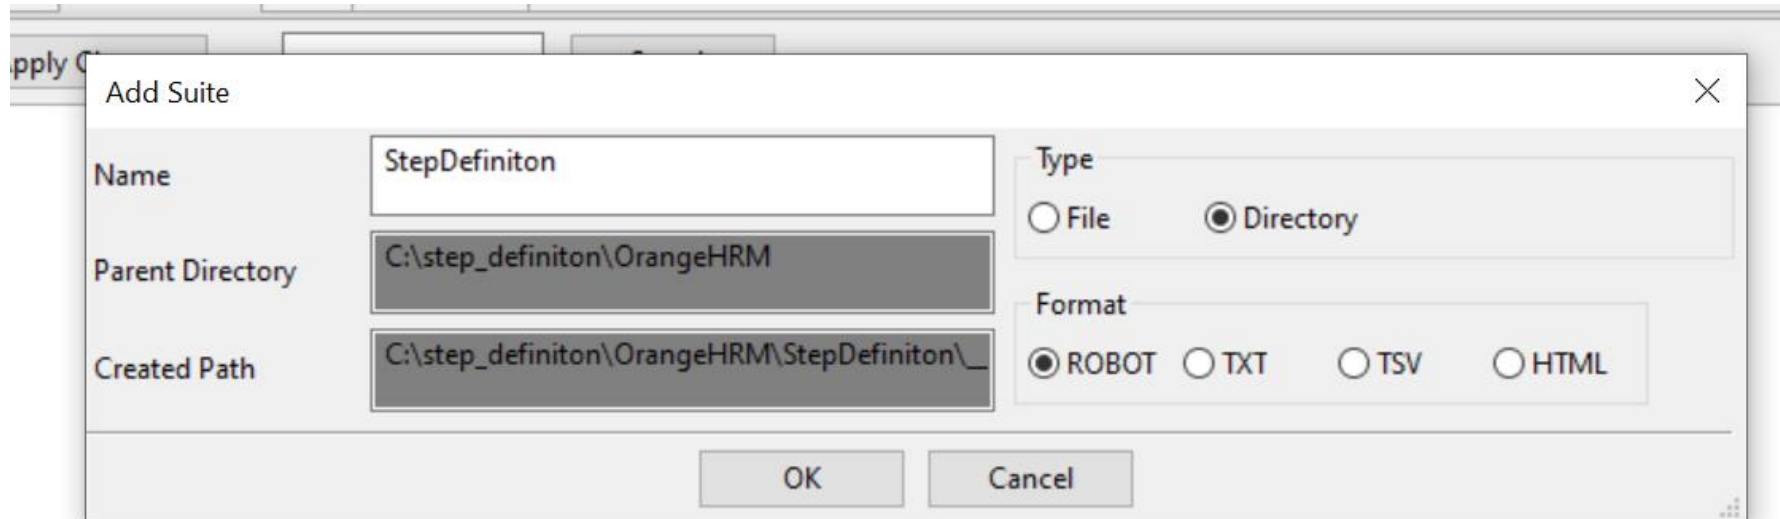 Add Suite
Name
StepDefiniton
Parent Directory
C:\step_definiton\OrangeHRM
Created Path
C:\step_definiton\OrangeHRM\StepDefiniton\_
Type
File Directory
Format
ROBOT TXT TSV HTML
OK Cancel